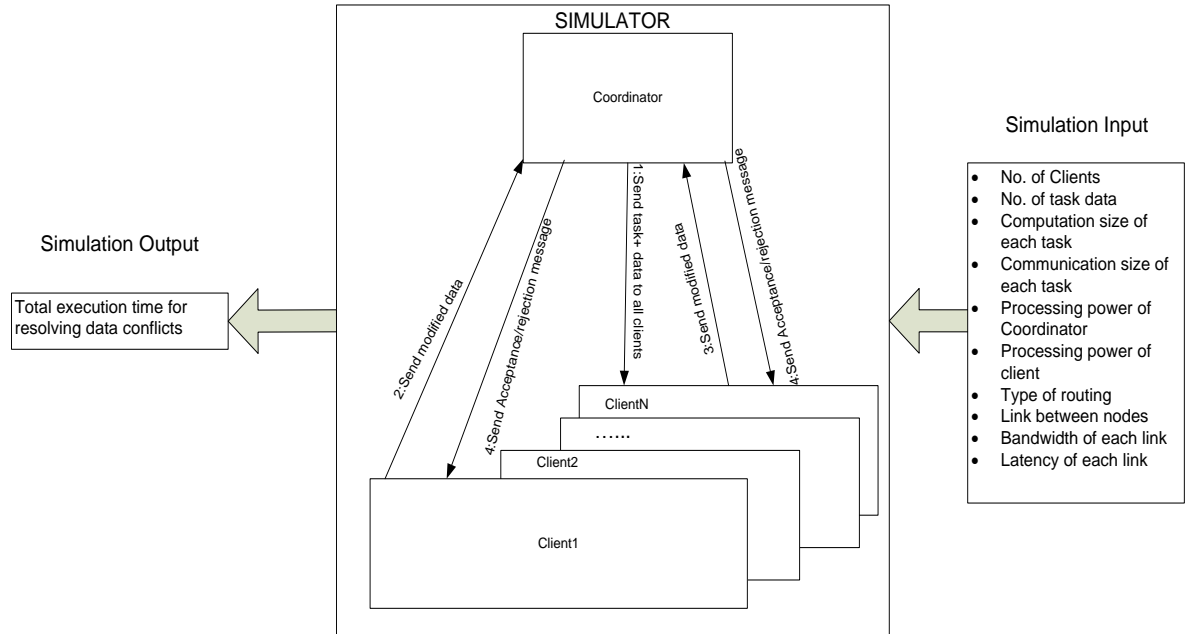 SIMULATOR
Coordinator
1:Send task+ data to all clients
2:Send modified data
3:Send modified data
4:Send Acceptance/rejection message
4:Send Acceptance/rejection message
ClientN
......
Client2
Client1
Simulation Output
Total execution time for
resolving data conflicts
Simulation Input
• No. of Clients
• No. of task data
• Computation size of
each task
• Communication size of
each task
• Processing power of
Coordinator
• Processing power of
client
• Type of routing
• Link between nodes
• Bandwidth of each link
• Latency of each link